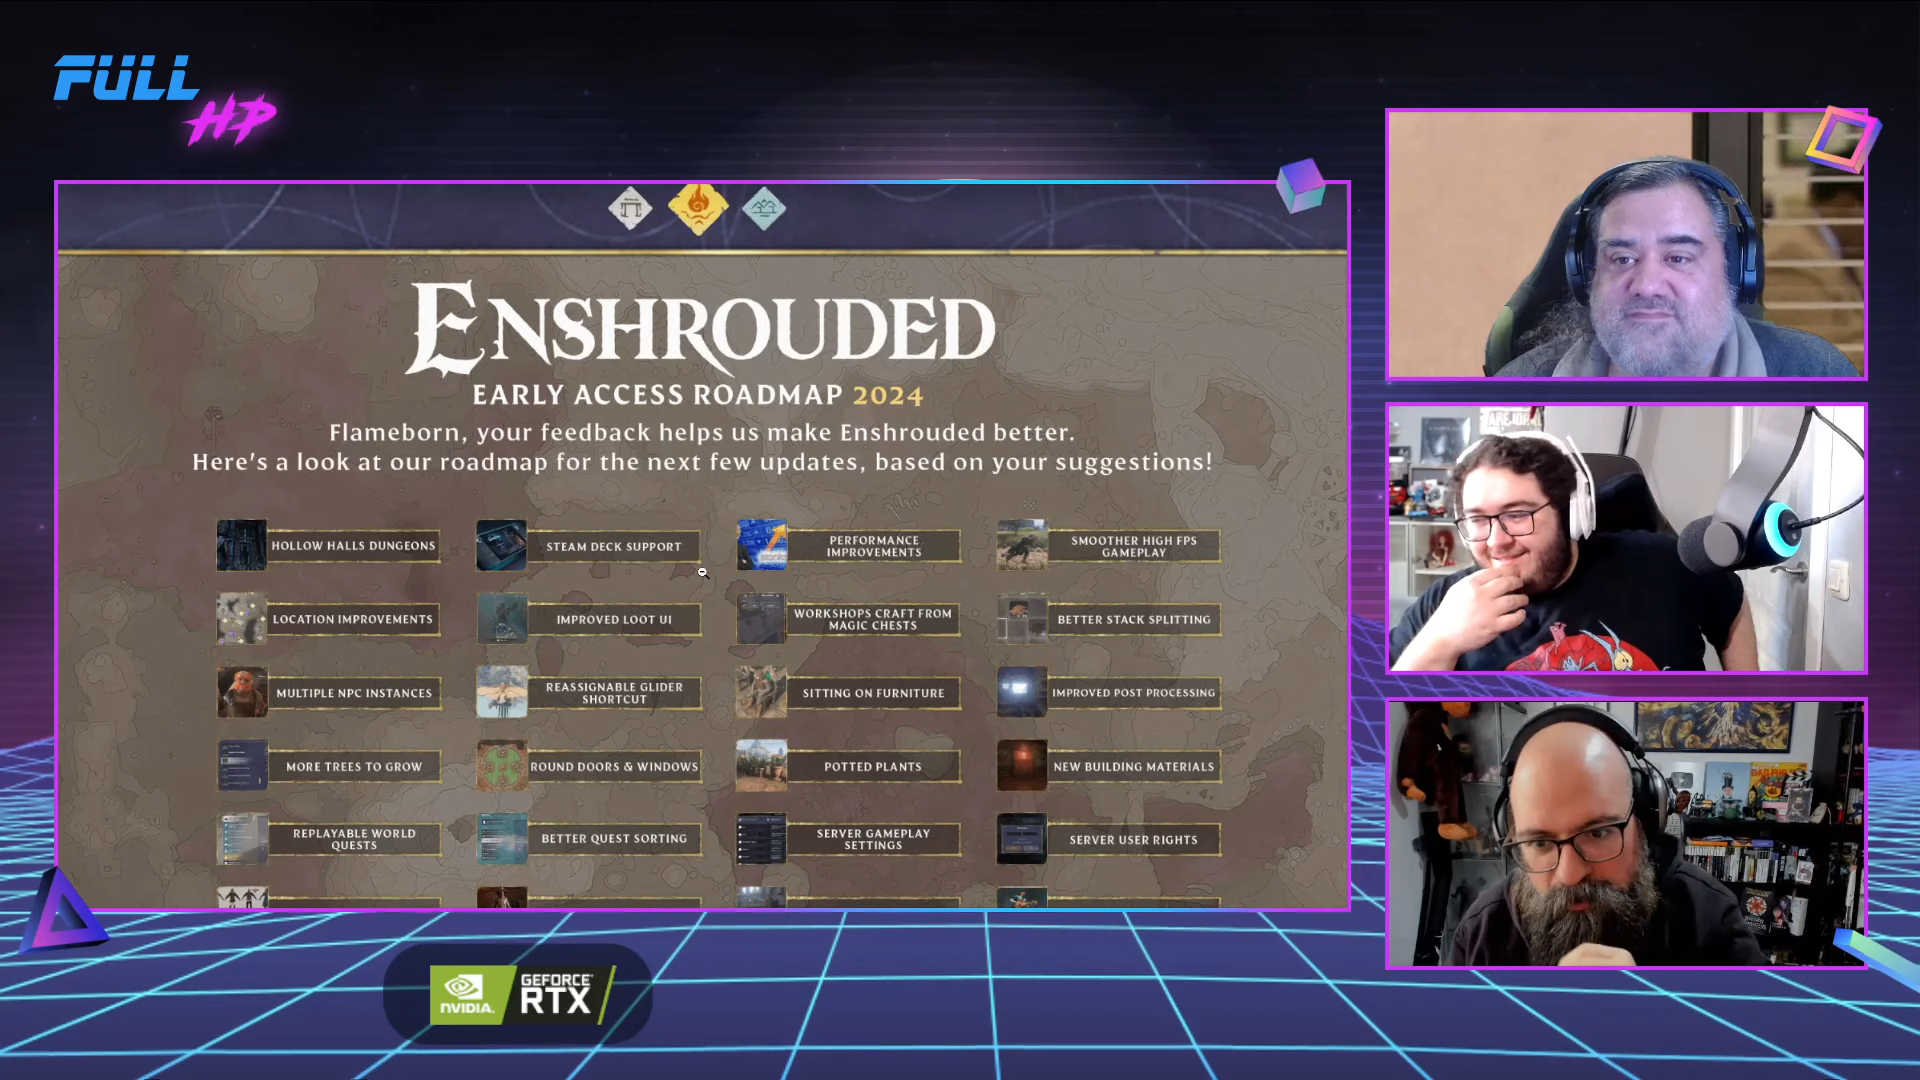 FULL
HP
ENSHROUDED
EARLY ACCESS ROADMAP 2024
Flameborn, your feedback helps us make Enshrouded better.
Here's a look at our roadmap for the next few updates, based on your suggestions!
HOLLOW HALLS DUNGEONS
STEAM DECK SUPPORT
PERFORMANCE
IMPROVEMENTS
SMOOTHER HIGH FPS
GAMEPLAY
LOCATION IMPROVEMENTS
IMPROVED LOOT UI
WORKSHOPS CRAFT FROM
MAGIC CHESTS
BETTER STACK SPLITTING
MULTIPLE NPC INSTANCES
REASSIGNABLE GLIDER
SHORTCUT
SITTING ON FURNITURE
IMPROVED POST PROCESSING
MORE TREES TO GROW
ROUND DOORS & WINDOWS
POTTED PLANTS
NEW BUILDING MATERIALS
REPLAYABLE WORLD
QUESTS
BETTER QUEST SORTING
SERVER GAMEPLAY
SETTINGS
SERVER USER RIGHTS
NVIDIA.
GEFORCE
RTX